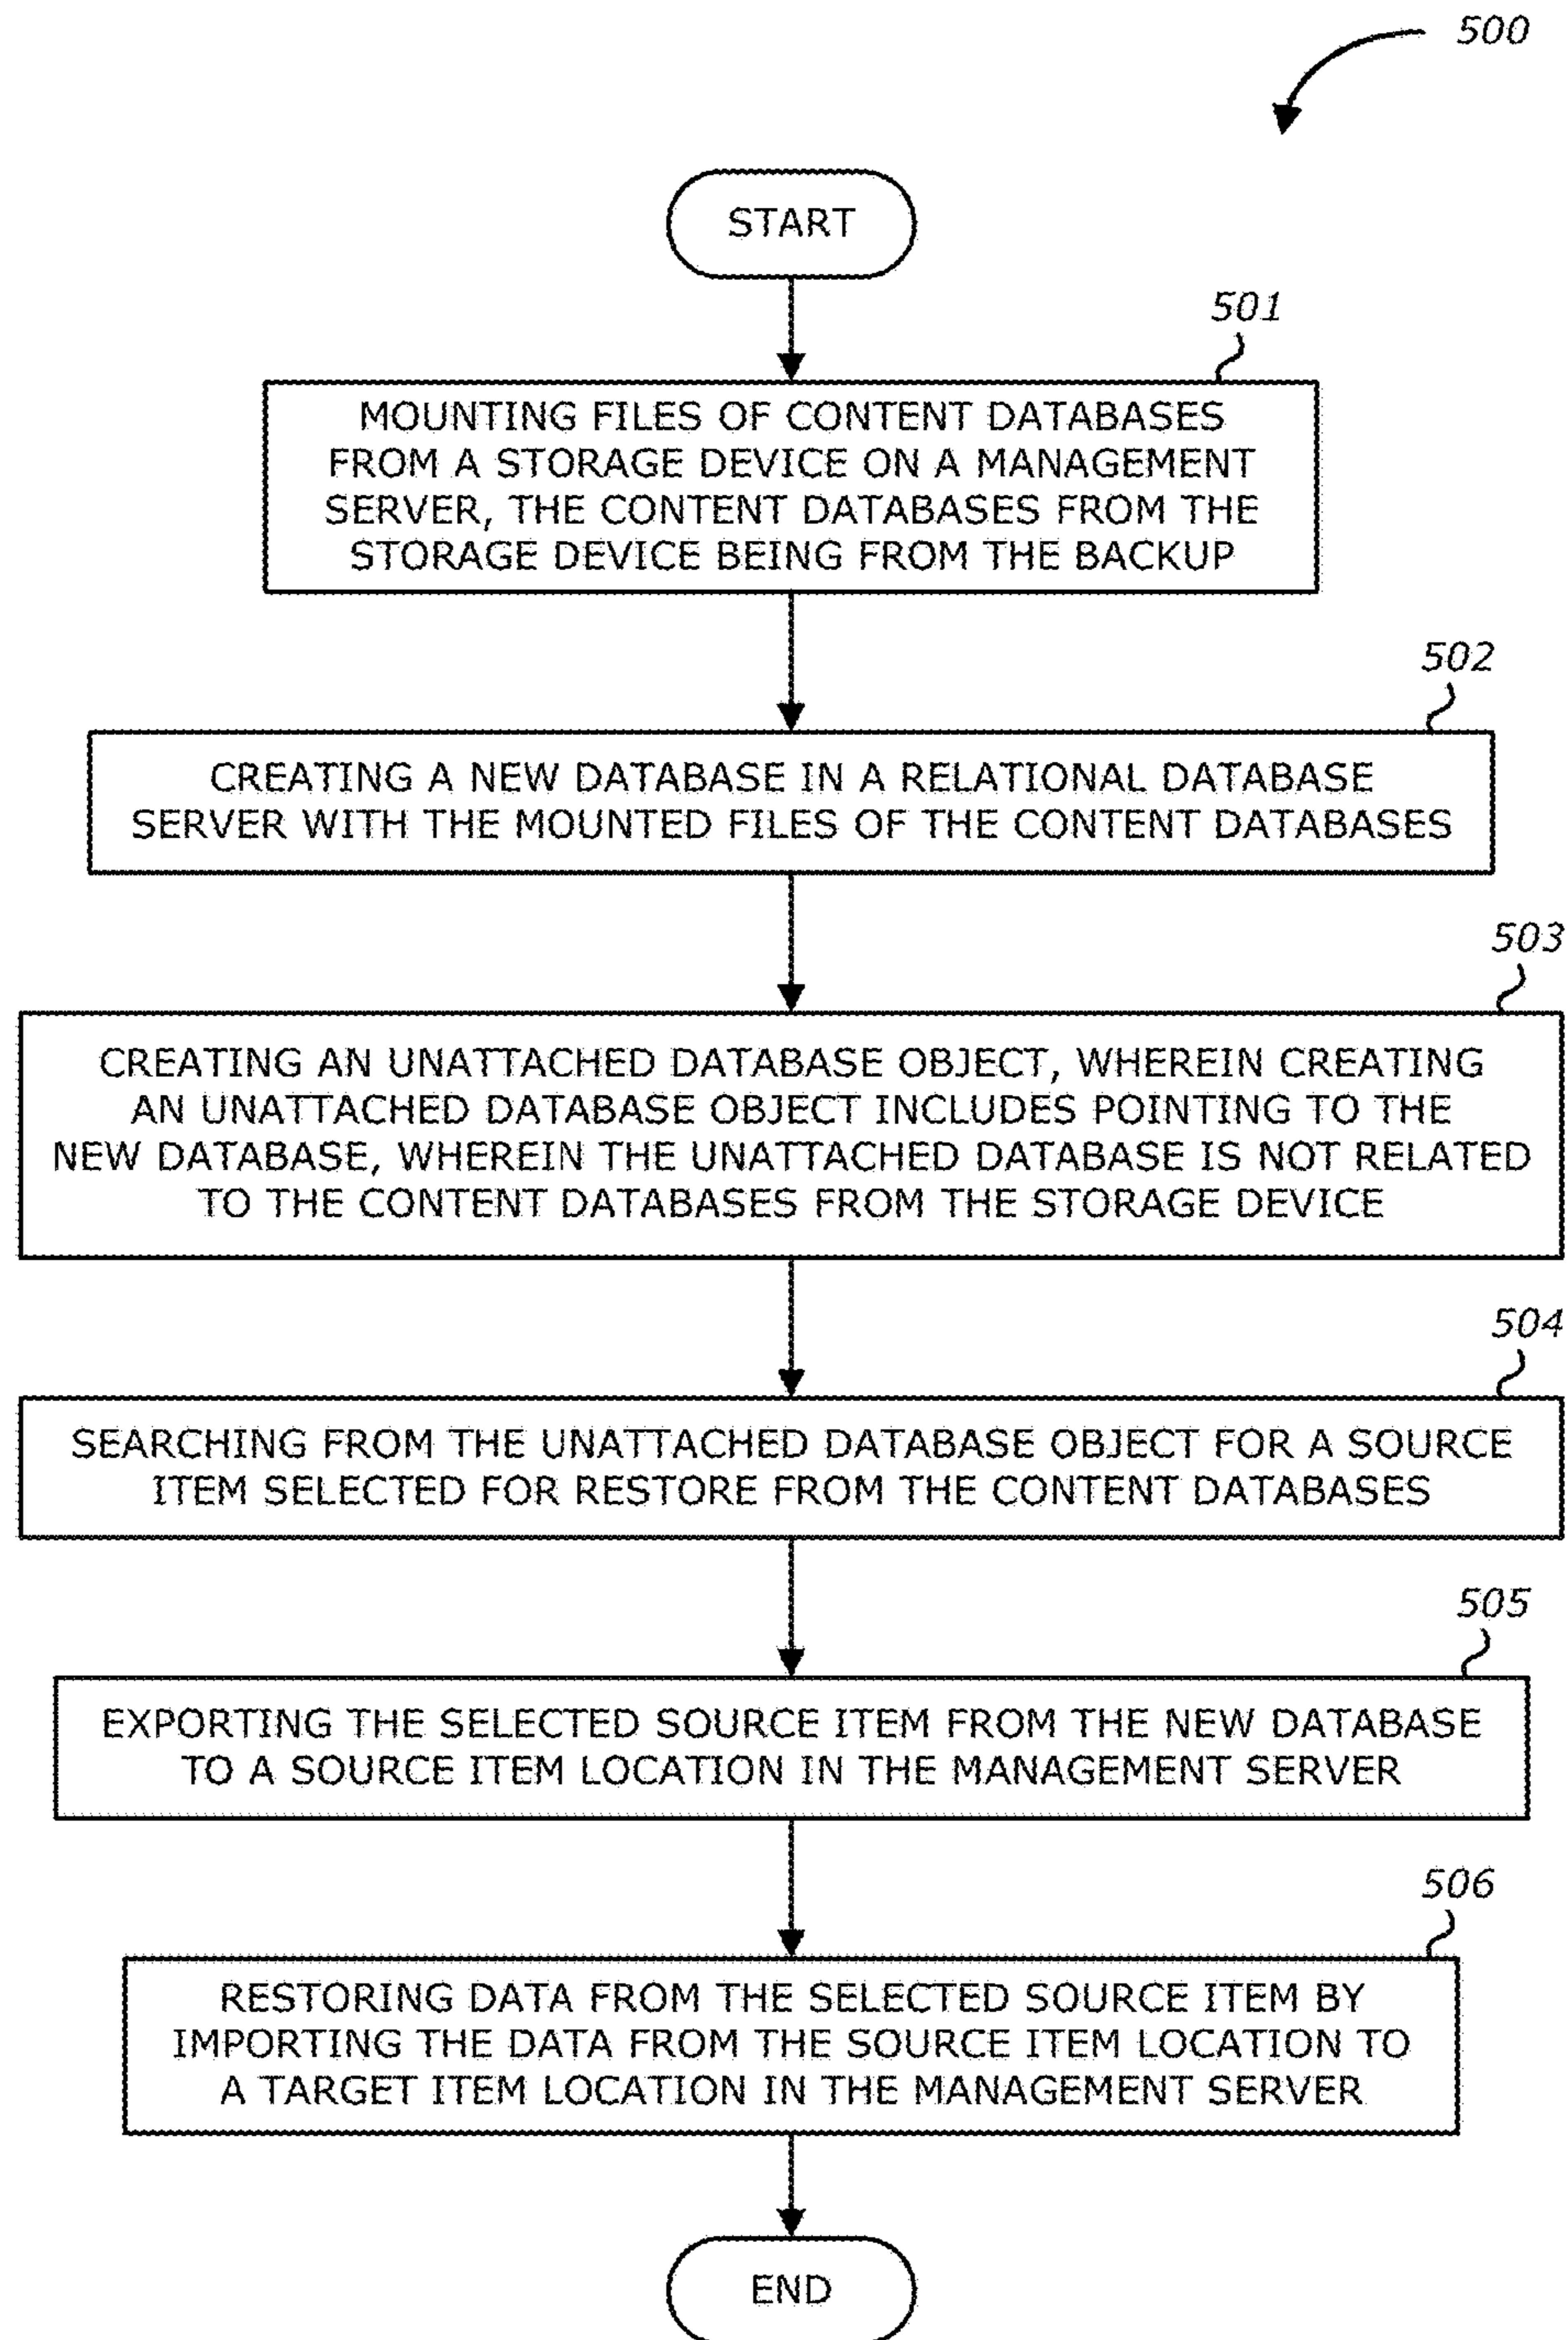 500
START
501
MOUNTING FILES OF CONTENT DATABASES
FROM A STORAGE DEVICE ON A MANAGEMENT
SERVER, THE CONTENT DATABASES FROM THE
STORAGE DEVICE BEING FROM THE BACKUP
502
CREATING A NEW DATABASE IN A RELATIONAL DATABASE
SERVER WITH THE MOUNTED FILES OF THE CONTENT DATABASES
503
CREATING AN UNATTACHED DATABASE OBJECT, WHEREIN CREATING
AN UNATTACHED DATABASE OBJECT INCLUDES POINTING TO THE
NEW DATABASE, WHEREIN THE UNATTACHED DATABASE IS NOT RELATED
TO THE CONTENT DATABASES FROM THE STORAGE DEVICE
504
SEARCHING FROM THE UNATTACHED DATABASE OBJECT FOR A SOURCE
ITEM SELECTED FOR RESTORE FROM THE CONTENT DATABASES
505
EXPORTING THE SELECTED SOURCE ITEM FROM THE NEW DATABASE
TO A SOURCE ITEM LOCATION IN THE MANAGEMENT SERVER
506
RESTORING DATA FROM THE SELECTED SOURCE ITEM BY
IMPORTING THE DATA FROM THE SOURCE ITEM LOCATION TO
A TARGET ITEM LOCATION IN THE MANAGEMENT SERVER
END